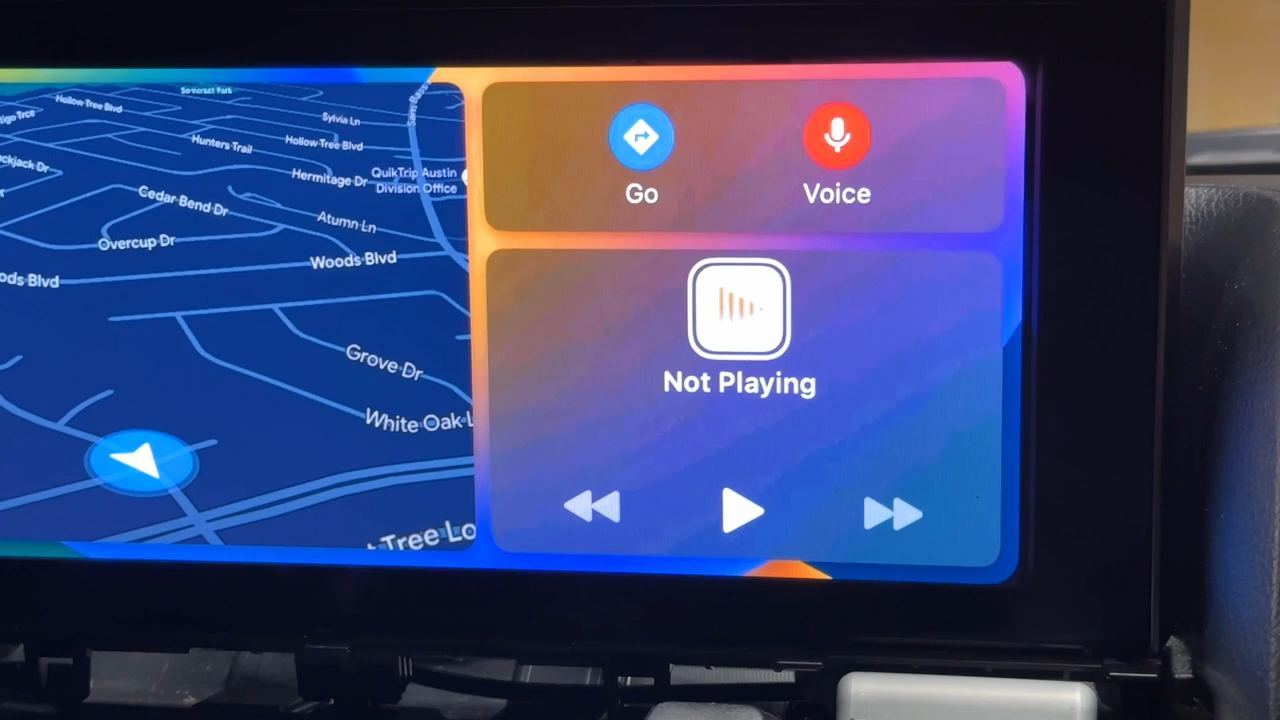 Somerset Park
Hollow Tree Blvd
Sylvia Ln
Hunters Trail
Hollow Tree Blvd
QuikTrip Austin
Division Office
Hermitage Dr
Cedar Bend Dr
Atumn Ln
Overcup Dr
Woods Blvd
ods Blvd
Grove Dr
White Oak L
Tree Lo
Go
Voice
Not Playing